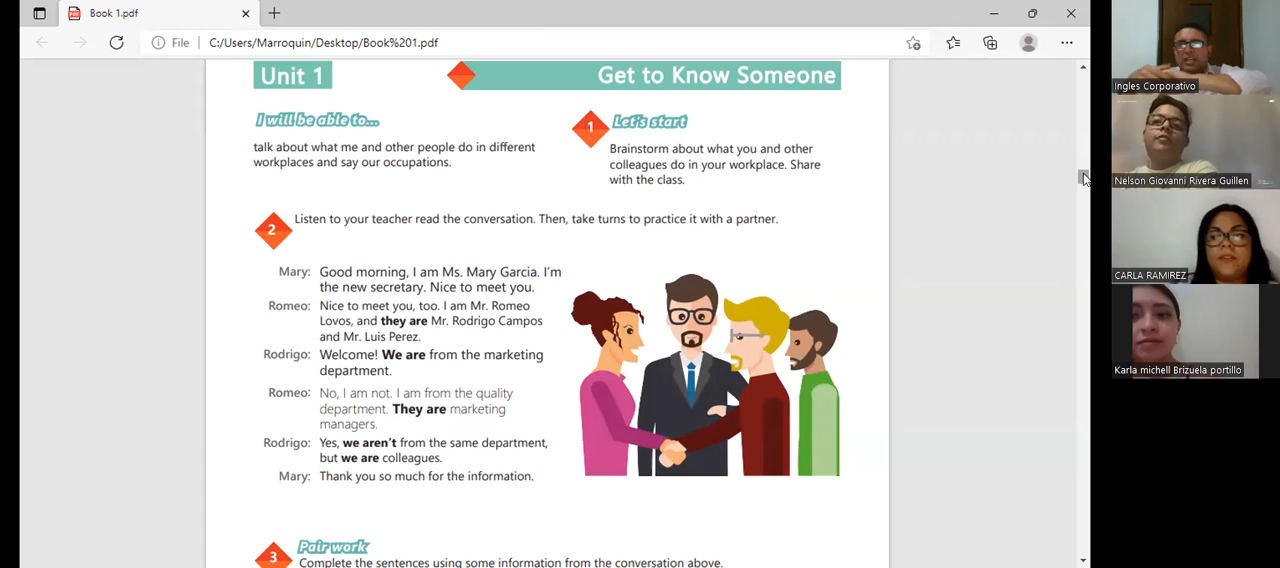 Book 1.pdf
File
C:/Users/Marroquin/Desktop/Book%201.pdf
Unit 1
Get to Know Someone
I will be able to...
talk about what me and other people do in different
workplaces and say our occupations.
1
Let's start
Brainstorm about what you and other
colleagues do in your workplace. Share
with the class.
2
Listen to your teacher read the conversation. Then, take turns to practice it with a partner.
Mary: Good morning, I am Ms. Mary Garcia. I'm
the new secretary. Nice to meet you.
Romeo: Nice to meet you, too. I am Mr. Romeo
Lovos, and they are Mr. Rodrigo Campos
and Mr. Luis Perez.
Rodrigo: Welcome! We are from the marketing
department.
Romeo: No, I am not. I am from the quality
department. They are marketing
managers.
Rodrigo: Yes, we aren't from the same department,
but we are colleagues.
Mary: Thank you so much for the information.
3
Pair work
Complete the sentences using some information from the conversation above.
Ingles Corporativo
Nelson Giovanni Rivera Guillen
CARLA RAMIREZ
Karla michell Brizuela portillo